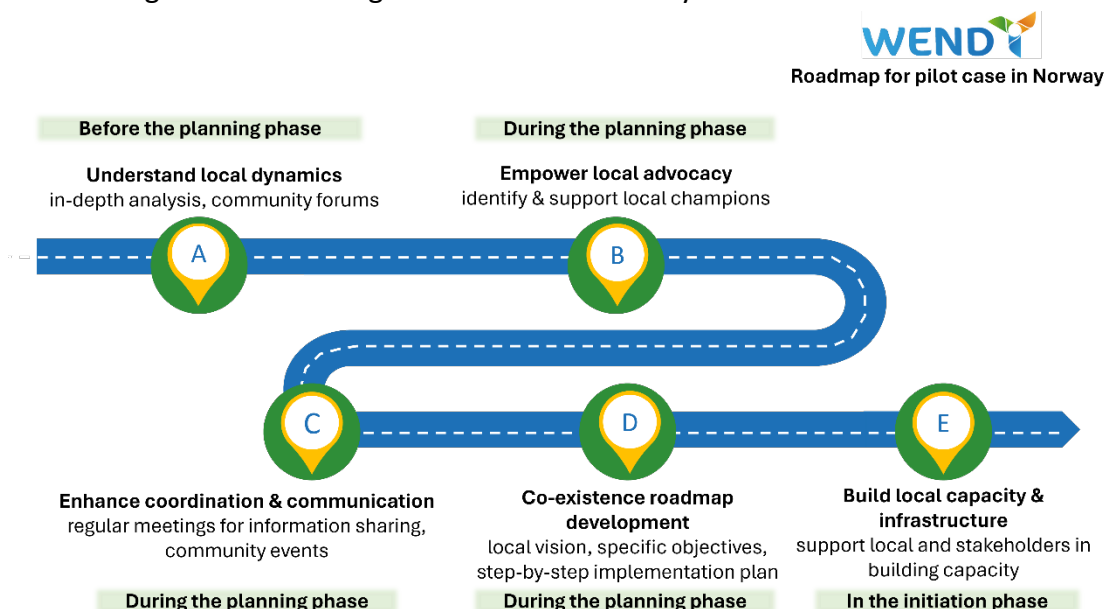 WENDY
Roadmap for pilot case in Norway
Before the planning phase
Understand local dynamics
in-depth analysis, community forums
During the planning phase
Empower local advocacy
identify & support local champions
A
B
C
D
E
Enhance coordination & communication
regular meetings for information sharing,
community events
During the planning phase
Co-existence roadmap
development
local vision, specific objectives,
step-by-step implementation plan
During the planning phase
Build local capacity &
infrastructure
support local and stakeholders in
building capacity
In the initiation phase